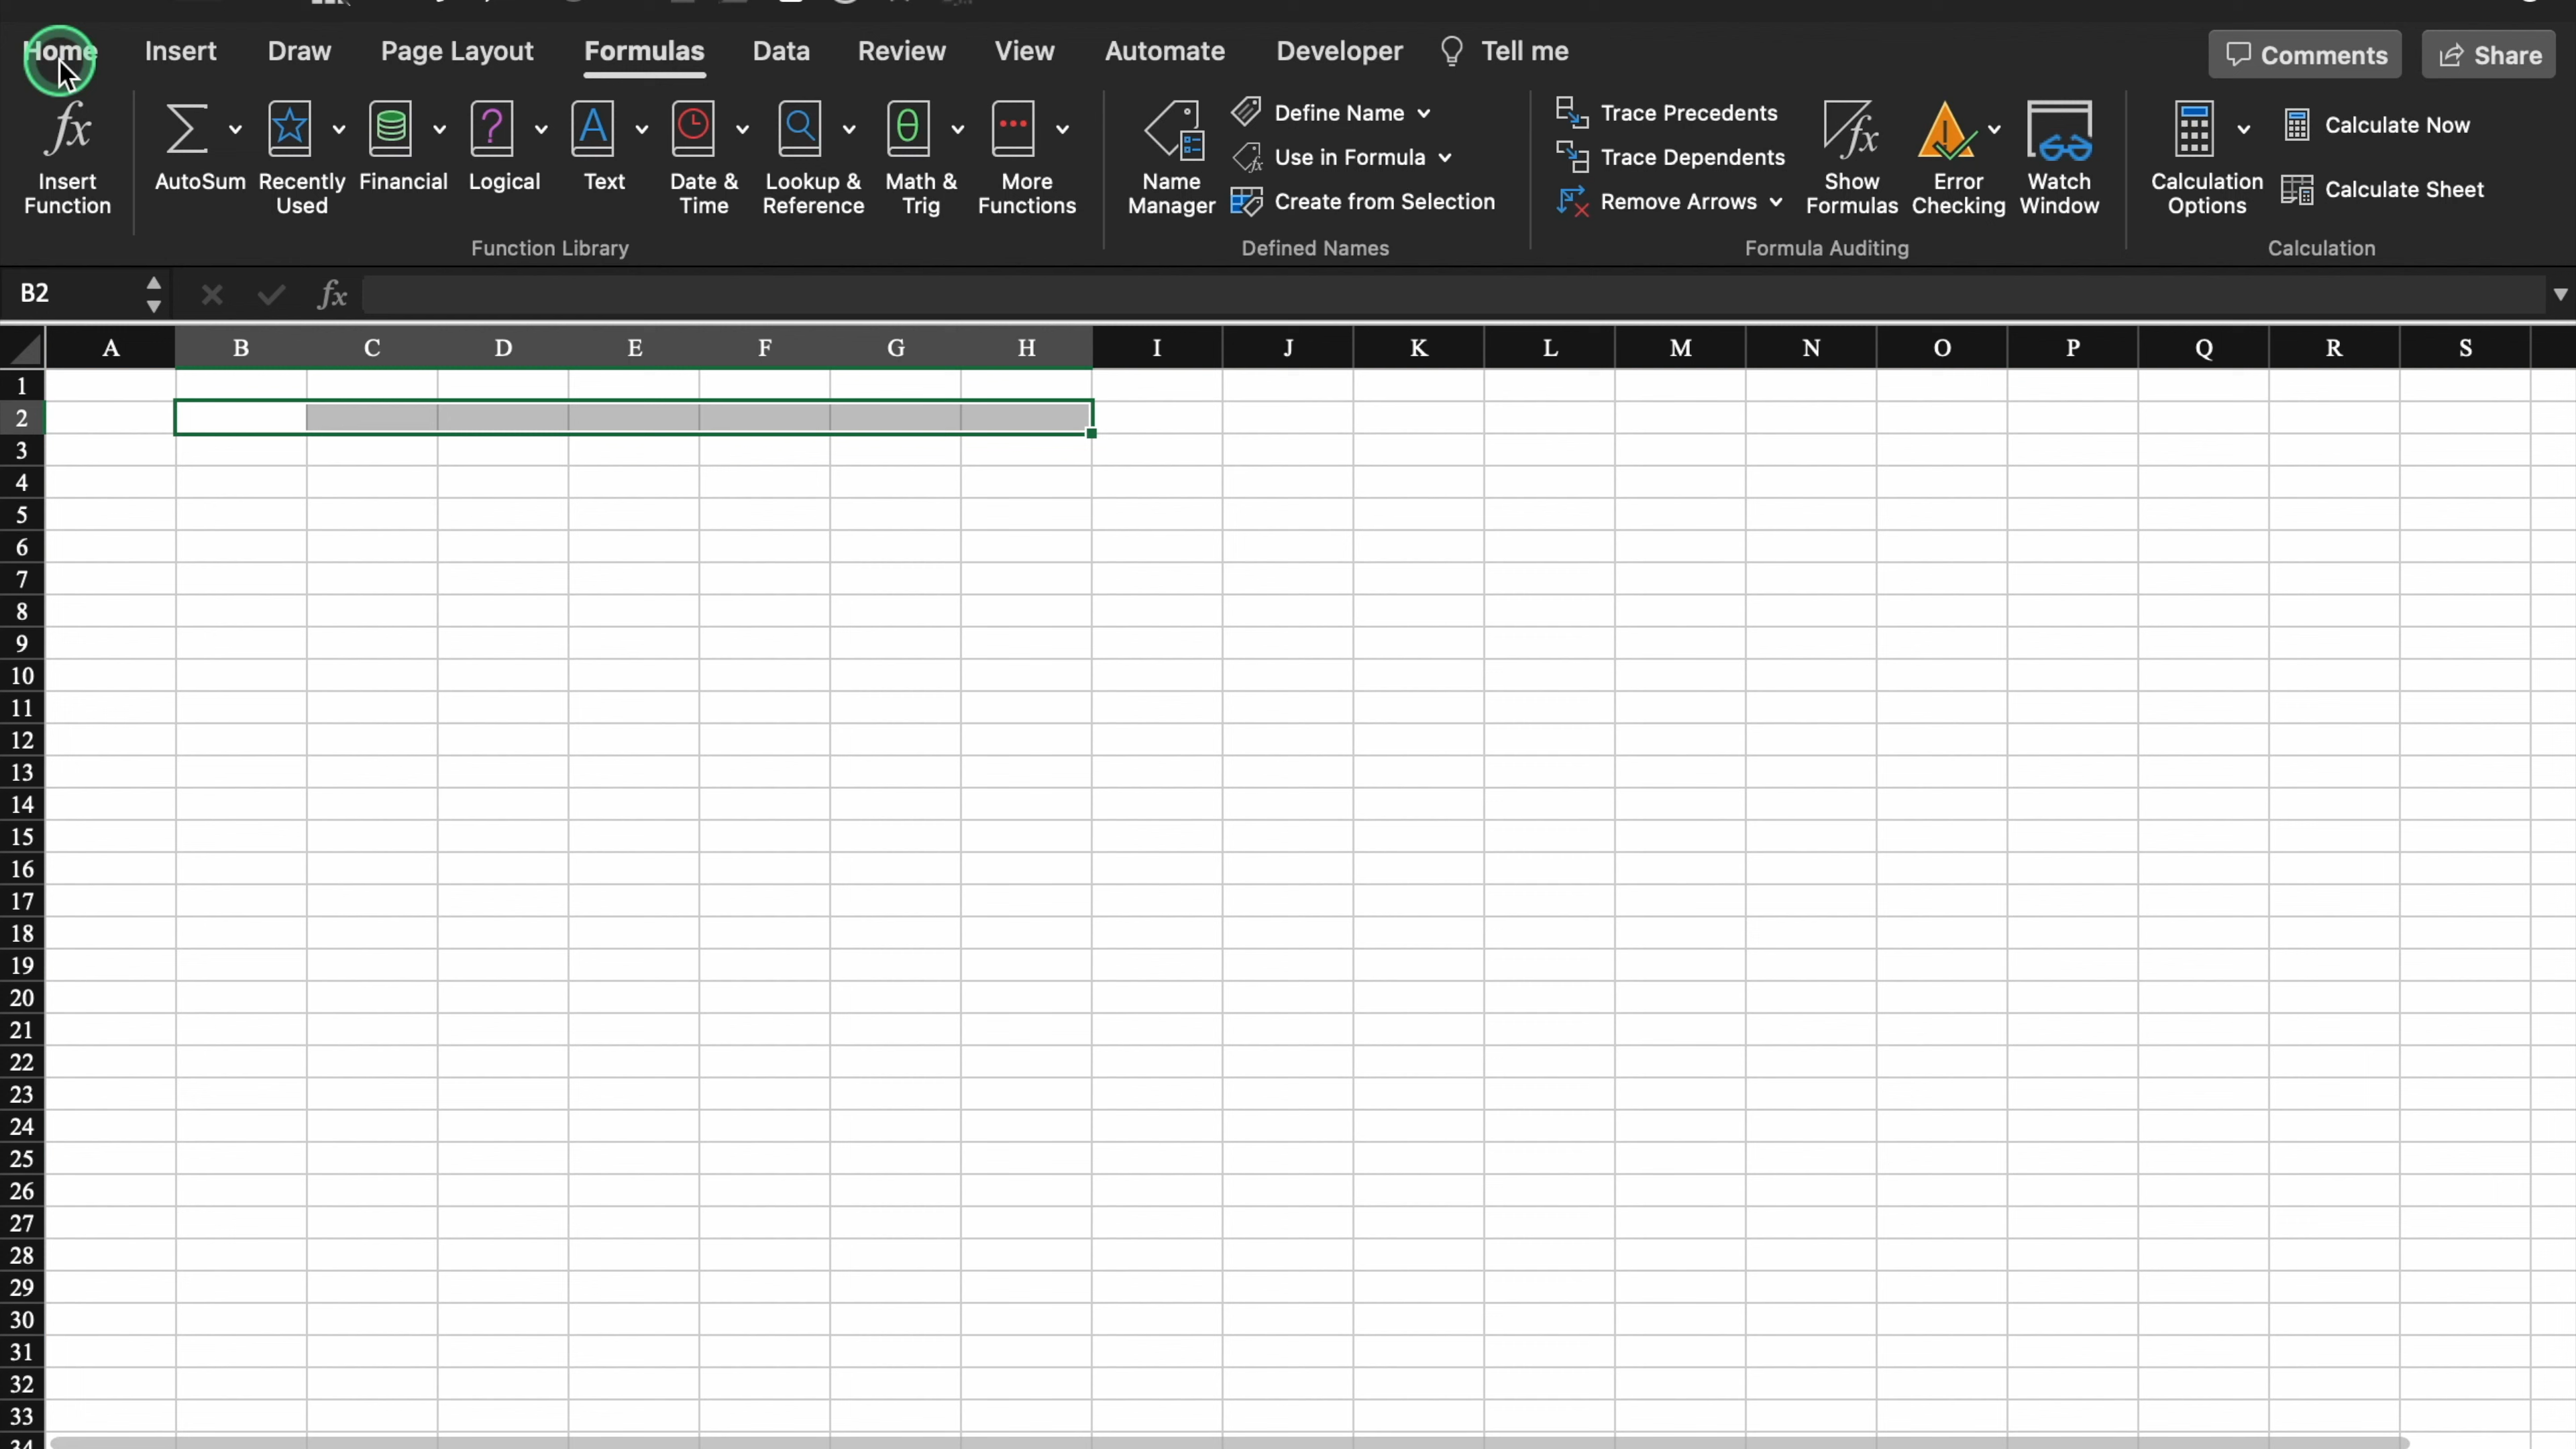 Home Insert Draw Page Layout Formulas Data Review View Automate Developer Tell me Comments Share
fx Insert Function
AutoSum
Recently Used
Financial
Logical
Text
Date & Time
Lookup & Reference
Math & Trig
More Functions
Function Library
Name Manager
Define Name
Use in Formula
Create from Selection
Defined Names
Trace Precedents
Trace Dependents
Remove Arrows
Show Formulas
Error Checking
Watch Window
Formula Auditing
Calculation Options
Calculate Now
Calculate Sheet
Calculation
B2 fx
A B C D E F G H I J K L M N O P Q R S
1
2
3
4
5
6
7
8
9
10
11
12
13
14
15
16
17
18
19
20
21
22
23
24
25
26
27
28
29
30
31
32
33
34